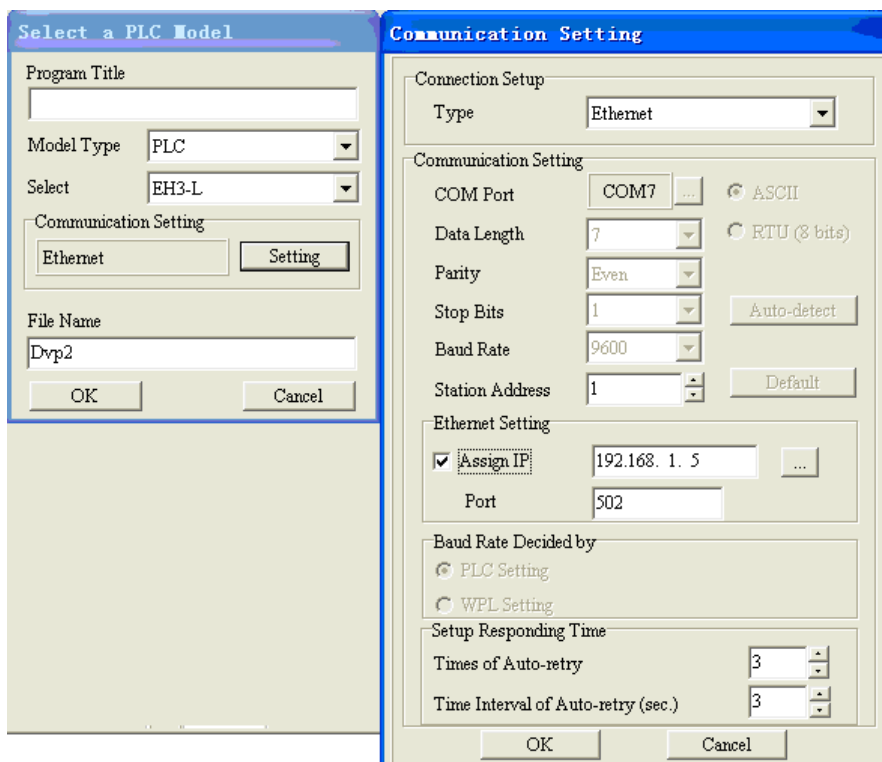 Select a PLC Model
Program Title
Model Type PLC
Select EH3-L
Communication Setting
Ethernet Setting
File Name
Dvp2
OK Cancel
Communication Setting
Connection Setup
Type Ethernet
Communication Setting
COM Port COM7 ... ASCII
Data Length 7 RTU (8 bits)
Parity Even
Stop Bits 1 Auto-detect
Baud Rate 9600
Station Address 1 Default
Ethernet Setting
Assign IP 192.168. 1. 5 ...
Port 502
Baud Rate Decided by
PLC Setting
WPL Setting
Setup Responding Time
Times of Auto-retry 3
Time Interval of Auto-retry (sec.) 3
OK Cancel